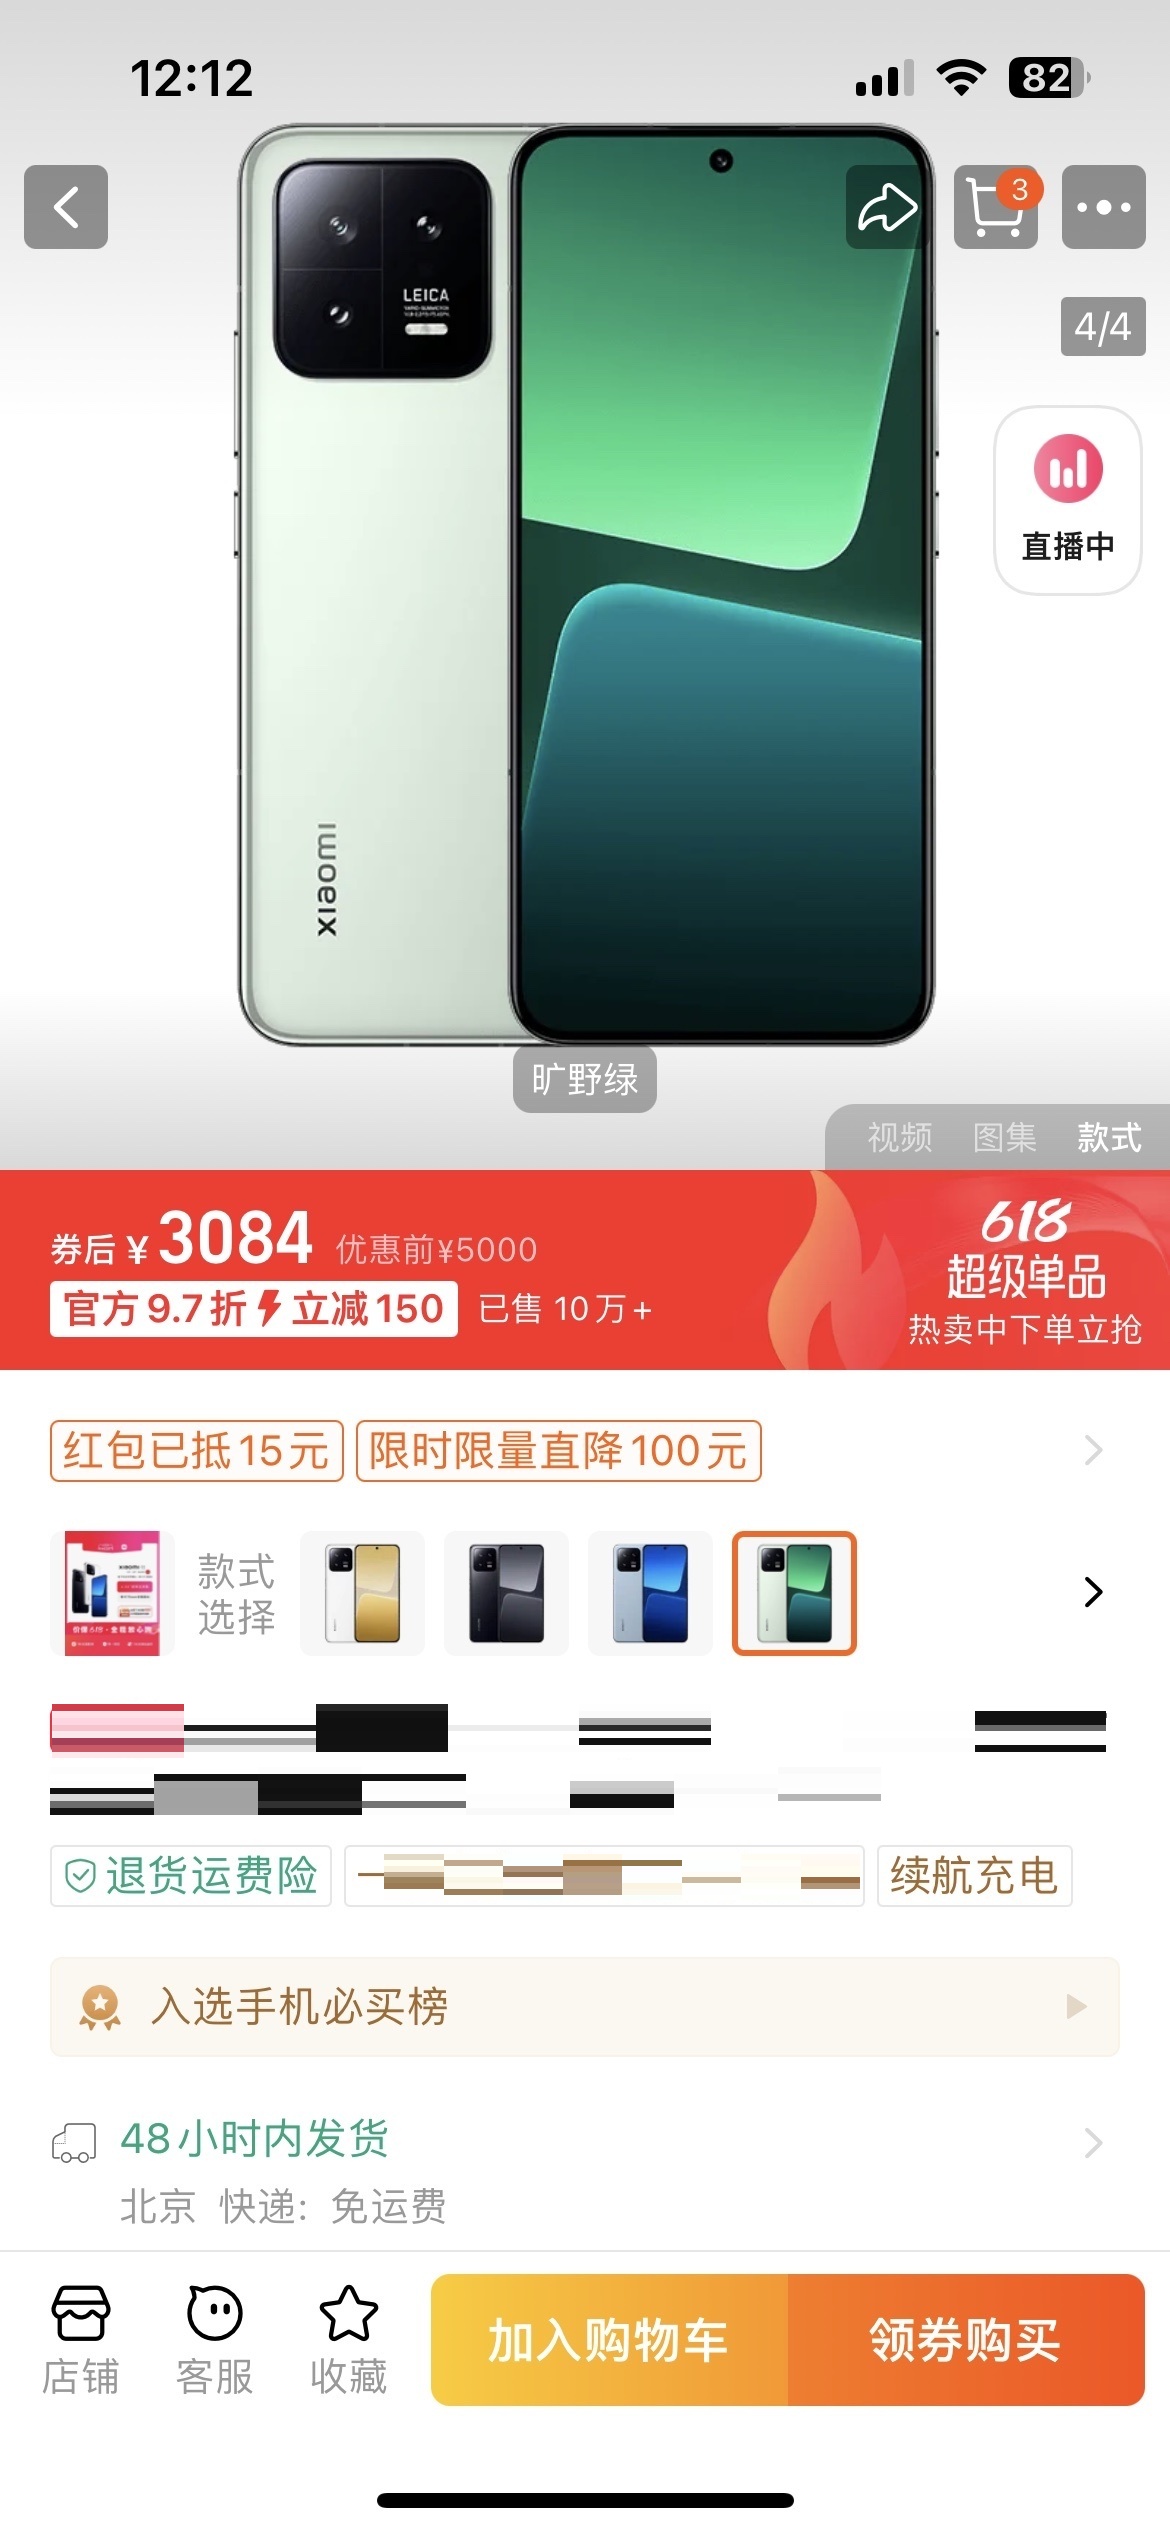 12:12
82
3
LEICA
4/4
直播中
xiaomi
旷野绿
视频 图集 款式
券后¥3084 优惠前¥5000
官方9.7折 立减150 已售 10万+
618
超级单品
热卖中下单立抢
红包已抵15元 限时限量直降100元
款式
选择
退货运费险 续航充电
入选手机必买榜
48小时内发货
北京 快递: 免运费
店铺 客服 收藏 加入购物车 领券购买